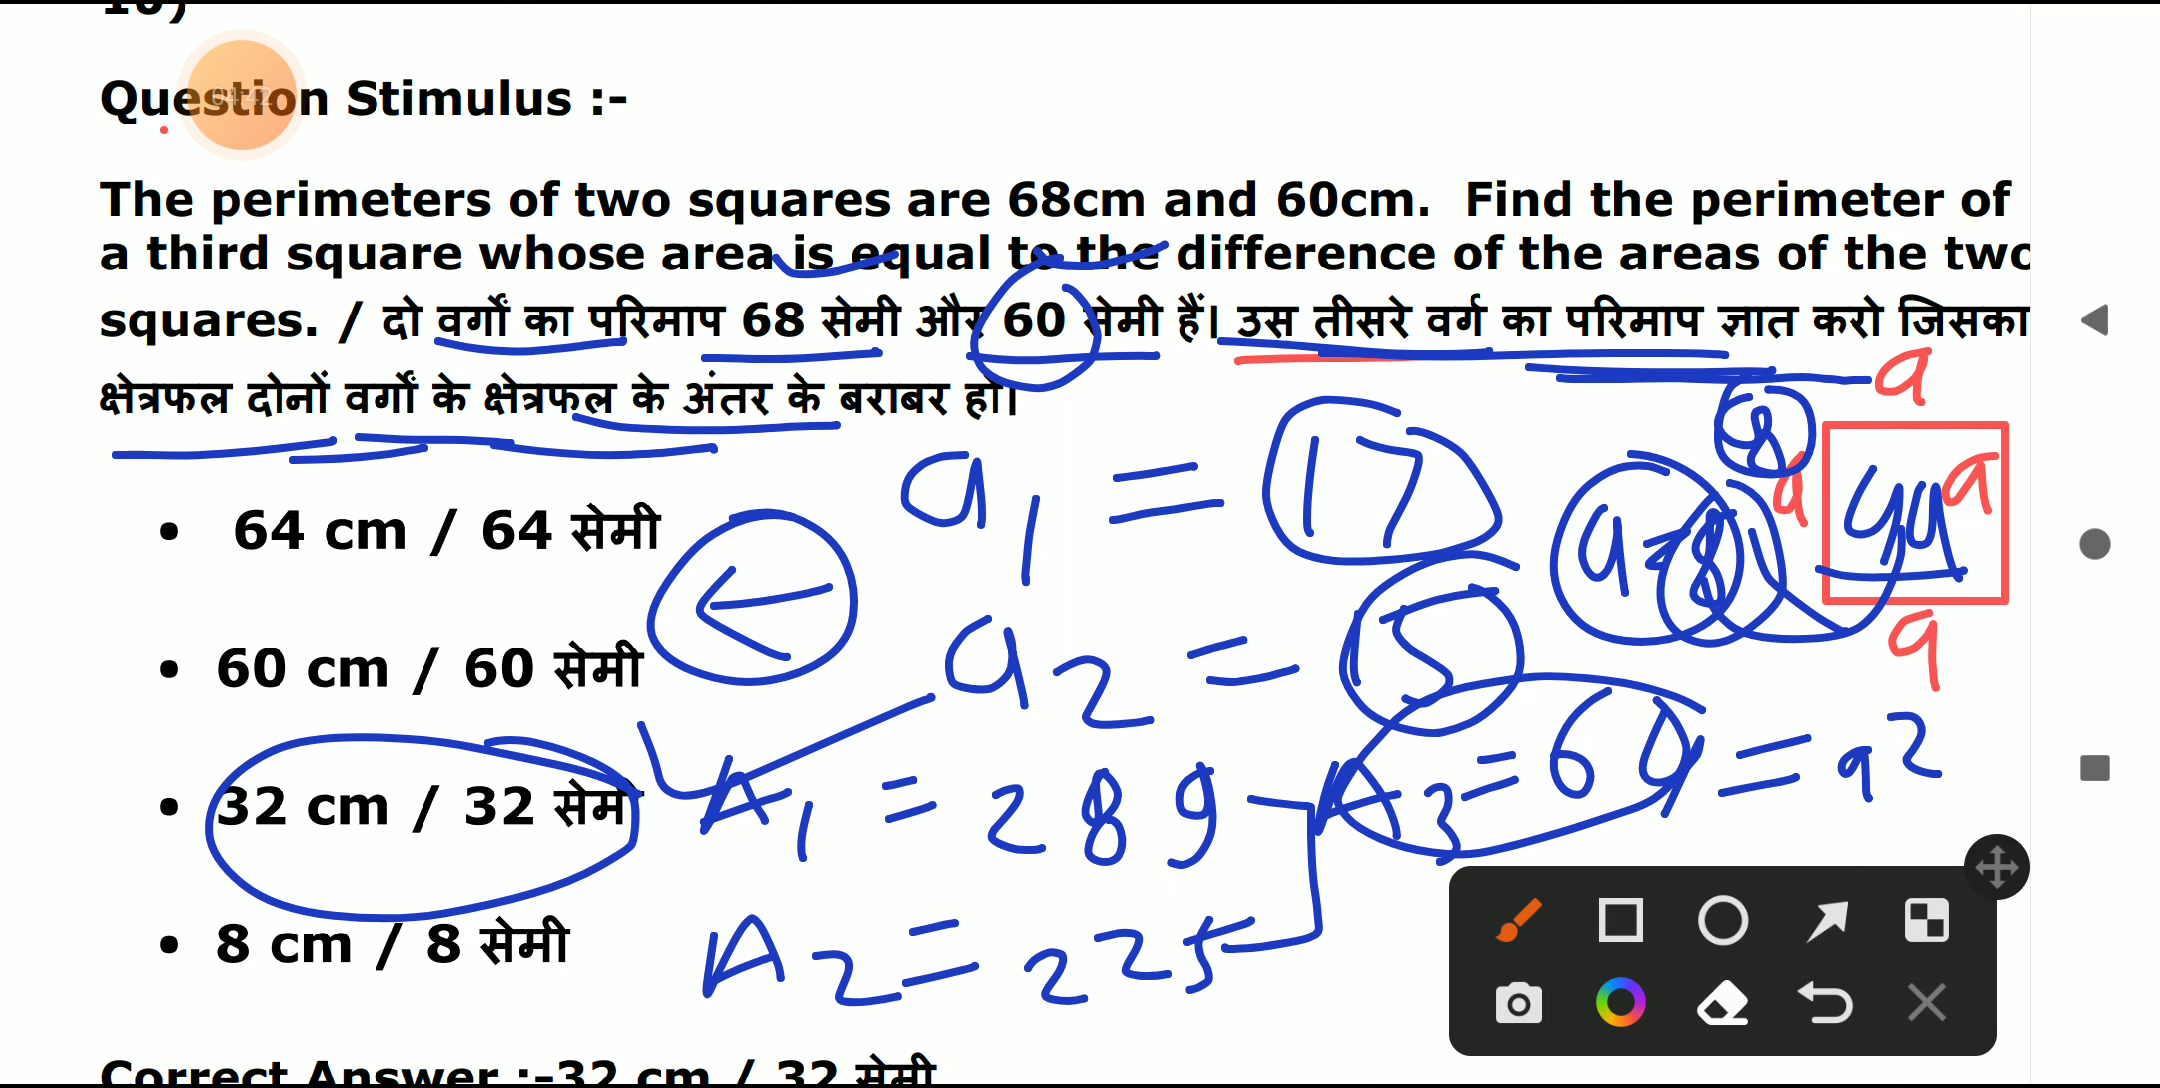 Question Stimulus :-
04:42
The perimeters of two squares are 68cm and 60cm. Find the perimeter of
a third square whose area is equal to the difference of the areas of the two
squares. / दो वर्गों का परिमाप 68 सेमी और 60 सेमी हैं। उस तीसरे वर्ग का परिमाप ज्ञात करो जिसका
क्षेत्रफल दोनों वर्गों के क्षेत्रफल के अंतर के बराबर हो।
a
8
a 4a a
a = 8
a
a1 = 17
a2 = 15
• 64 cm / 64 सेमी
• 60 cm / 60 सेमी
• 32 cm / 32 सेमी
• 8 cm / 8 सेमी
A1 = 289
A3 = 64 = a2
A2 = 225
Correct Answer :-32 cm / 32 सेमी